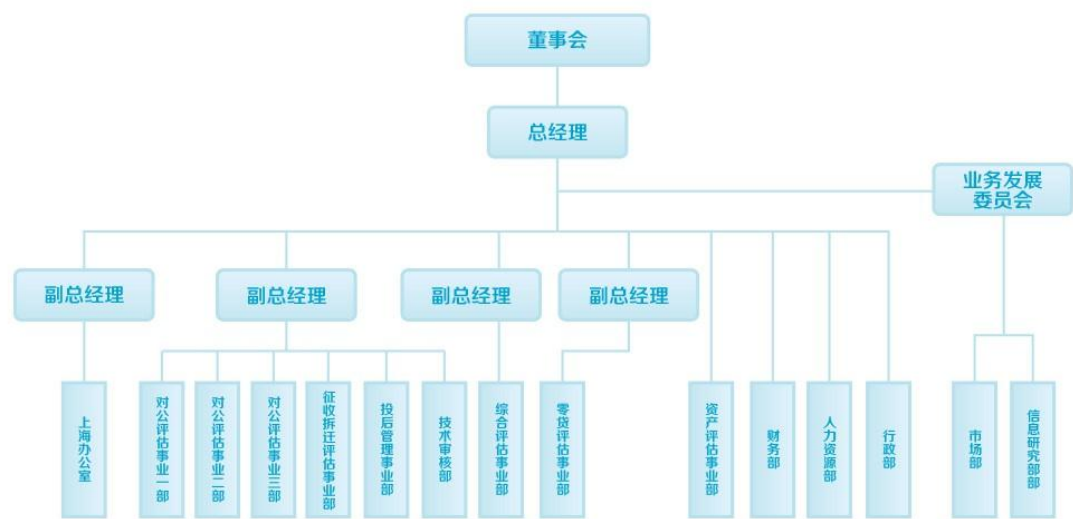 董事会
总经理
业务发展
委员会
副总经理
副总经理
副总经理
副总经理
上海办公室
对公评估事业一部
对公评估事业二部
对公评估事业三部
征收拆迁评估事业部
投后管理事业部
技术审核部
综合评估事业部
零贷评估事业部
资产评估事业部
财务部
人力资源部
行政部
市场部
信息研究部部